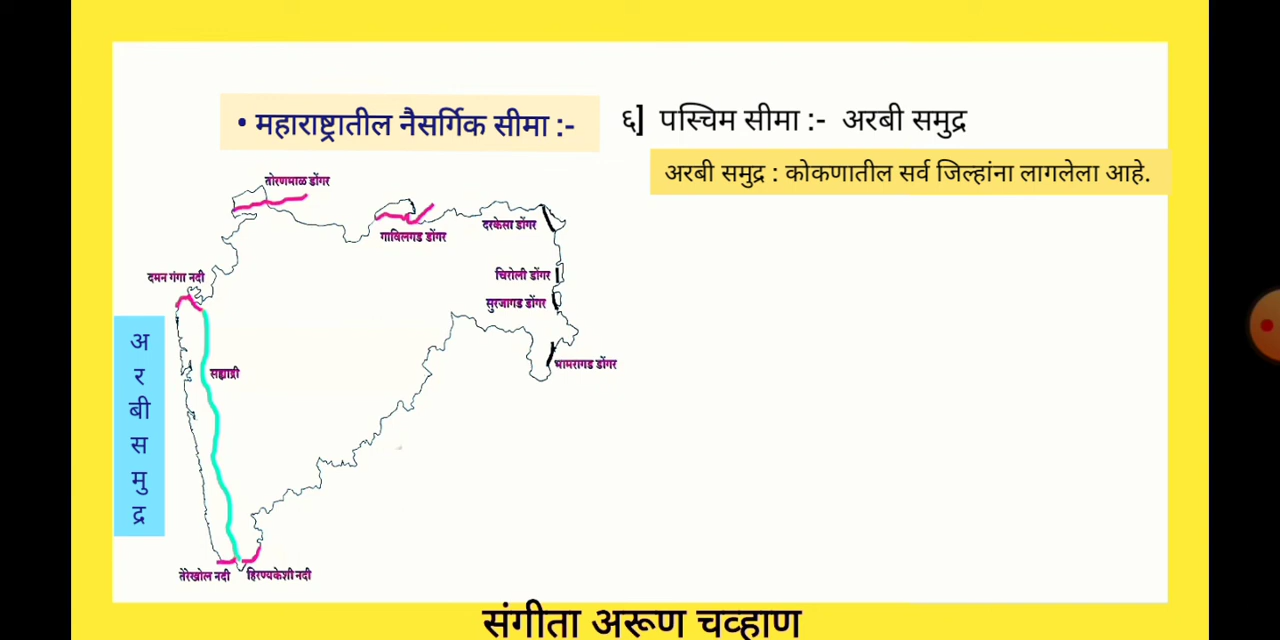 • महाराष्ट्रातील नैसर्गिक सीमा :-
६] पस्चिम सीमा :- अरबी समुद्र
अरबी समुद्र : कोकणातील सर्व जिल्हांना लागलेला आहे.
तोरणमाळ डोंगर
गाविलगड डोंगर
दरकेसा डोंगर
दमन गंगा नदी
चिरोली डोंगर
सुरजागड डोंगर
भामरागड डोंगर
सह्याद्री
अ
र
बी
स
मु
द्र
तेरेखोल नदी
हिरण्यकेशी नदी
संगीता अरूण चव्हाण